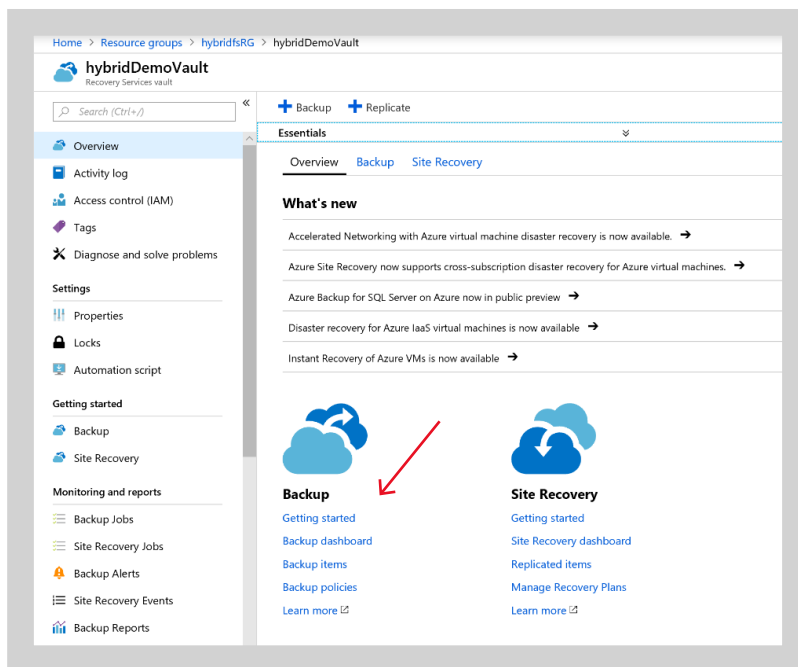 Home > Resource groups > hybridfsRG > hybridDemoVault
hybridDemoVault
Recovery Services vault
Search (Ctrl+/)
«
Overview
Activity log
Access control (IAM)
Tags
Diagnose and solve problems
Settings
Properties
Locks
Automation script
Getting started
Backup
Site Recovery
Monitoring and reports
Backup Jobs
Site Recovery Jobs
Backup Alerts
Site Recovery Events
Backup Reports
+ Backup + Replicate
Essentials
Overview Backup Site Recovery
What's new
Accelerated Networking with Azure virtual machine disaster recovery is now available. →
Azure Site Recovery now supports cross-subscription disaster recovery for Azure virtual machines. →
Azure Backup for SQL Server on Azure now in public preview →
Disaster recovery for Azure IaaS virtual machines is now available →
Instant Recovery of Azure VMs is now available →
Backup
Getting started
Backup dashboard
Backup items
Backup policies
Learn more
Site Recovery
Getting started
Site Recovery dashboard
Replicated items
Manage Recovery Plans
Learn more